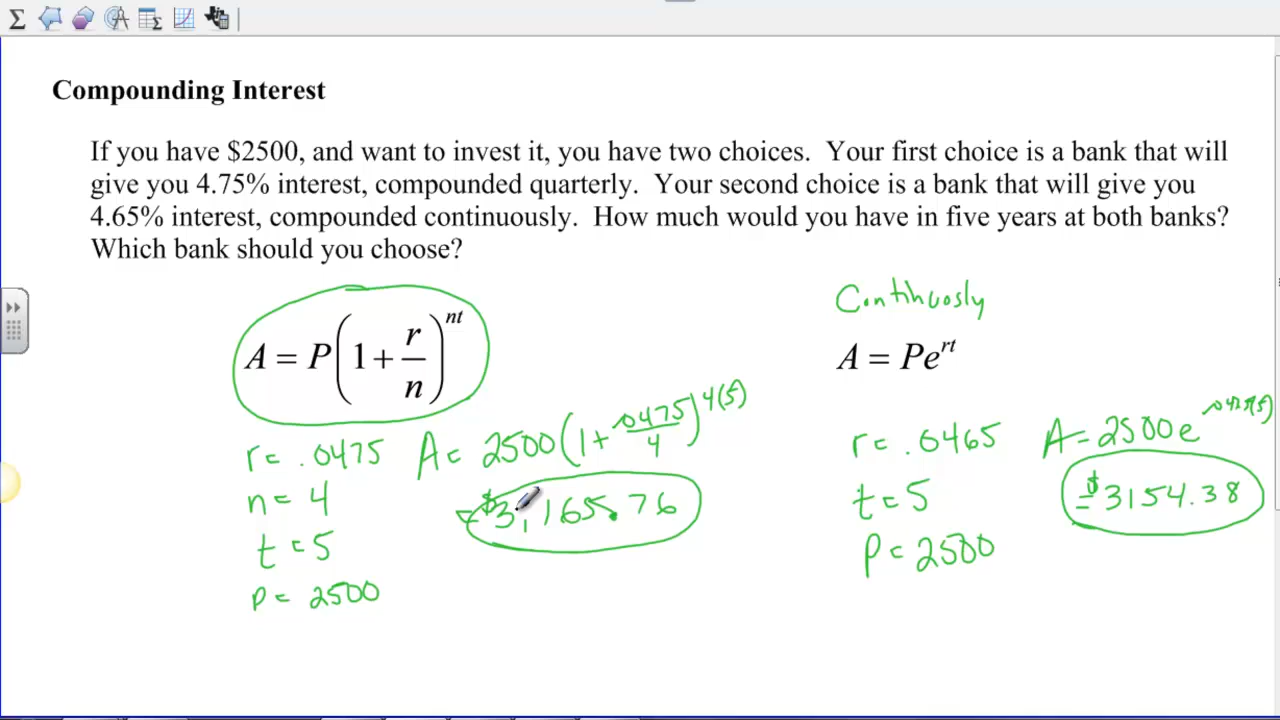 Compounding Interest
If you have $2500, and want to invest it, you have two choices. Your first choice is a bank that will
give you 4.75% interest, compounded quarterly. Your second choice is a bank that will give you
4.65% interest, compounded continuously. How much would you have in five years at both banks?
Which bank should you choose?
A = P(1 + r/n)^nt
r = .0475
n = 4
t = 5
P = 2500
A = 2500(1 + .0475/4)^4(5)
= $3,165.76
Continuously
A = Pe^rt
r = .0465
t = 5
P = 2500
A = 2500e
= $3154.38